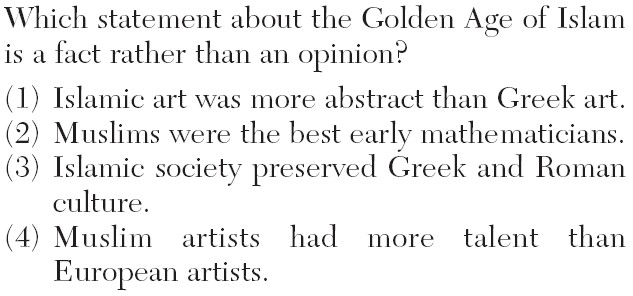 Which statement about the Golden Age of Islam
is a fact rather than an opinion?
(1) Islamic art was more abstract than Greek art.
(2) Muslims were the best early mathematicians.
(3) Islamic society preserved Greek and Roman
culture.
(4) Muslim artists had more talent than
European artists.